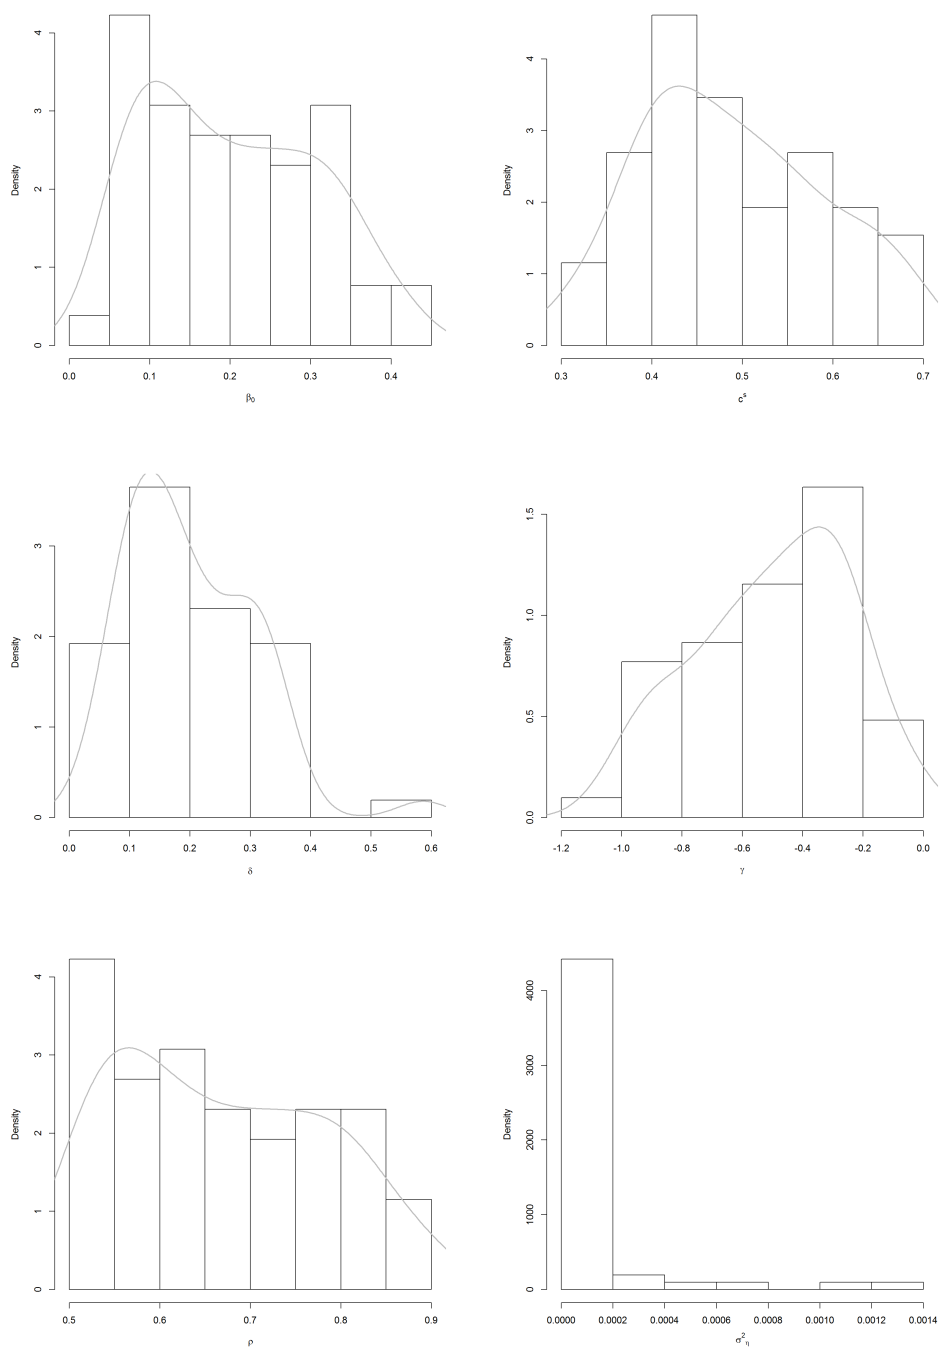 Density
4
3
2
1
0
0.0 0.1 0.2 0.3 0.4
β0
Density
4
3
2
1
0
0.3 0.4 0.5 0.6 0.7
c^s
Density
3
2
1
0
0.0 0.1 0.2 0.3 0.4 0.5 0.6
δ
Density
1.5
1.0
0.5
0.0
-1.2 -1.0 -0.8 -0.6 -0.4 -0.2 0.0
γ
Density
4
3
2
1
0
0.5 0.6 0.7 0.8 0.9
ρ
Density
4000
3000
2000
1000
0
0.0000 0.0002 0.0004 0.0006 0.0008 0.0010 0.0012 0.0014
σ²η